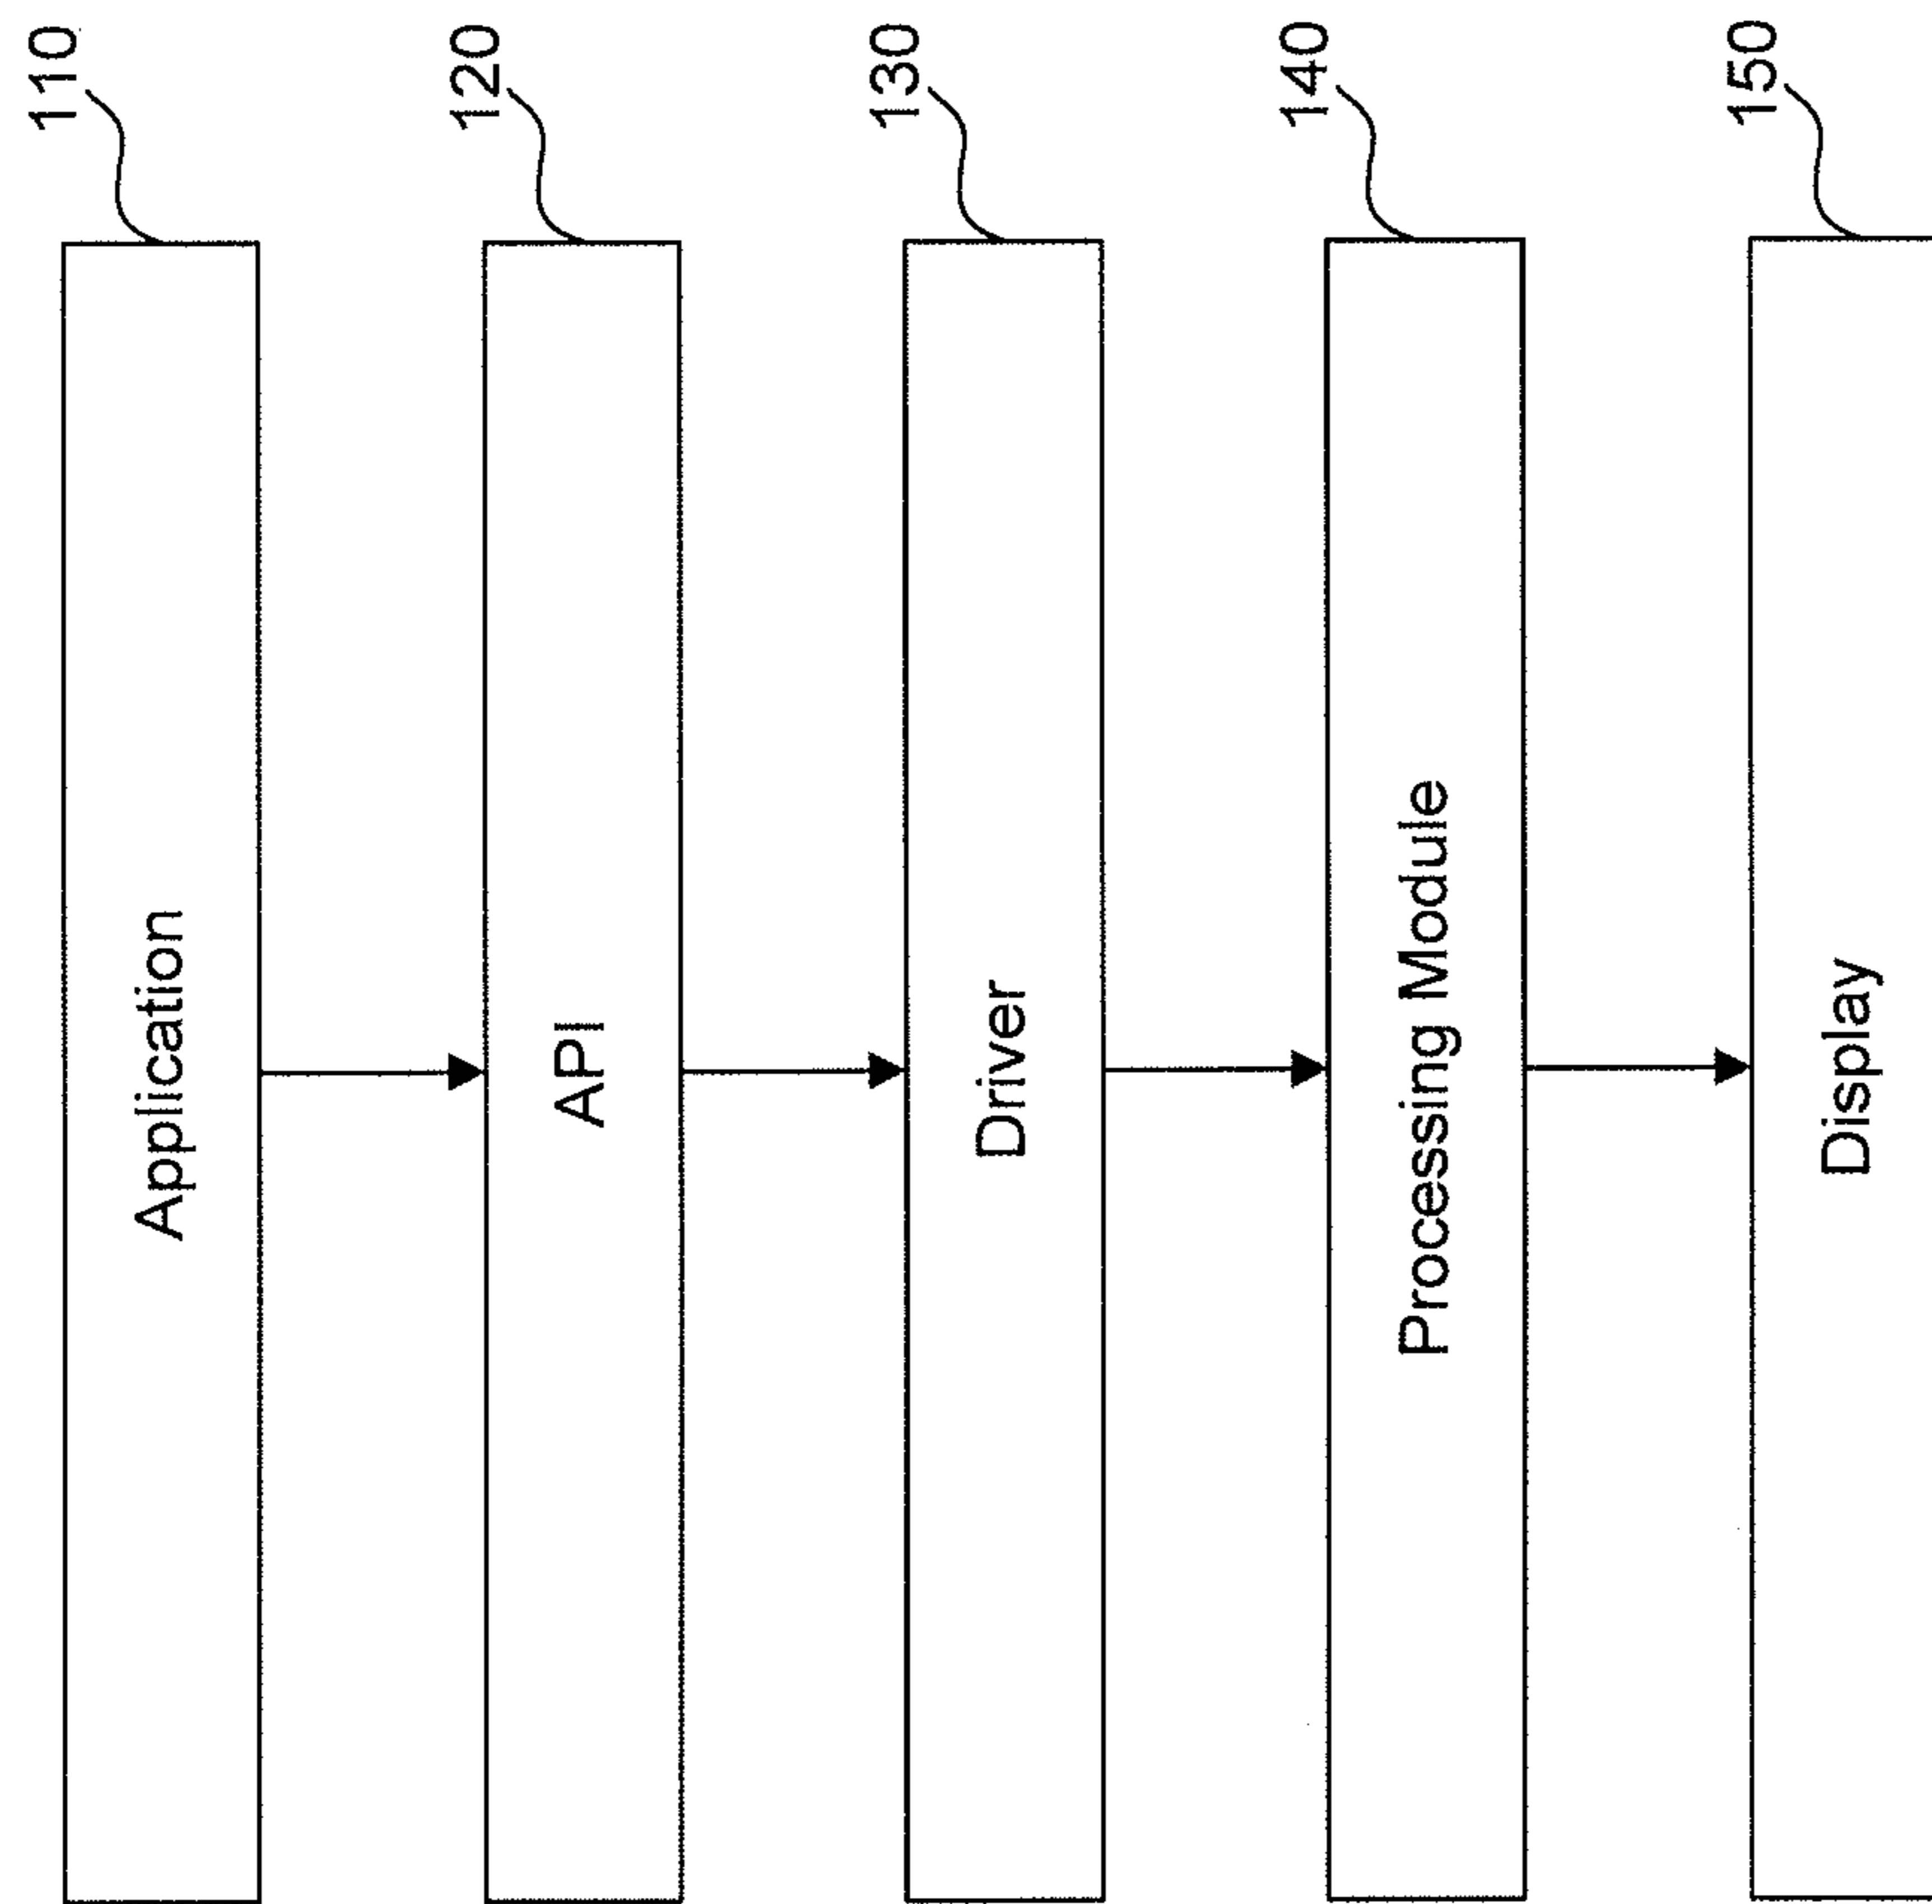 Application
110
API
120
Driver
130
Processing Module
140
Display
150